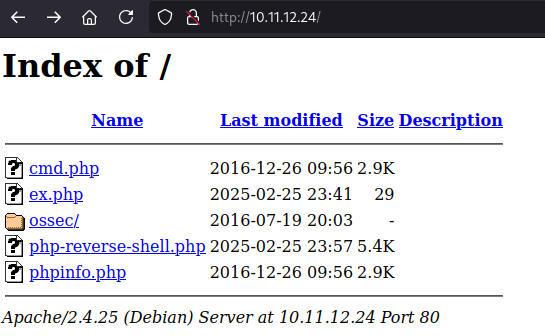 http://10.11.12.24/
Index of /
Name Last modified Size Description
cmd.php 2016-12-26 09:56 2.9K
ex.php 2025-02-25 23:41 29
ossec/ 2016-07-19 20:03 -
php-reverse-shell.php 2025-02-25 23:57 5.4K
phpinfo.php 2016-12-26 09:56 2.9K
Apache/2.4.25 (Debian) Server at 10.11.12.24 Port 80